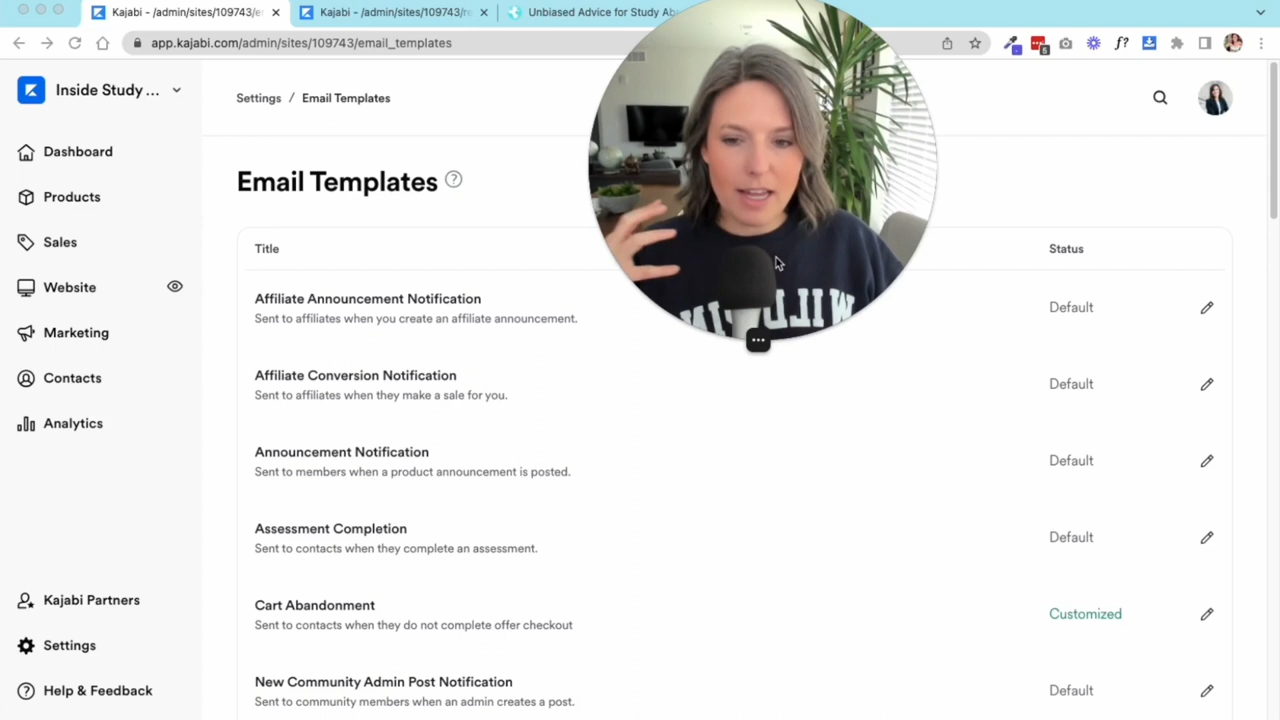 Kajabi - /admin/sites/109743/e
Kajabi - /admin/sites/109743/re
Unbiased Advice for Study Ab
app.kajabi.com/admin/sites/109743/email_templates
5
f?
Inside Study ...
Settings / Email Templates
Dashboard
Email Templates ?
Products
Sales
Title
Status
Website
Affiliate Announcement Notification
Default
Sent to affiliates when you create an affiliate announcement.
Marketing
Contacts
Affiliate Conversion Notification
Default
Sent to affiliates when they make a sale for you.
Analytics
Announcement Notification
Default
Sent to members when a product announcement is posted.
Assessment Completion
Default
Sent to contacts when they complete an assessment.
Kajabi Partners
Cart Abandonment
Customized
Sent to contacts when they do not complete offer checkout
Settings
Help & Feedback
New Community Admin Post Notification
Default
Sent to community members when an admin creates a post.